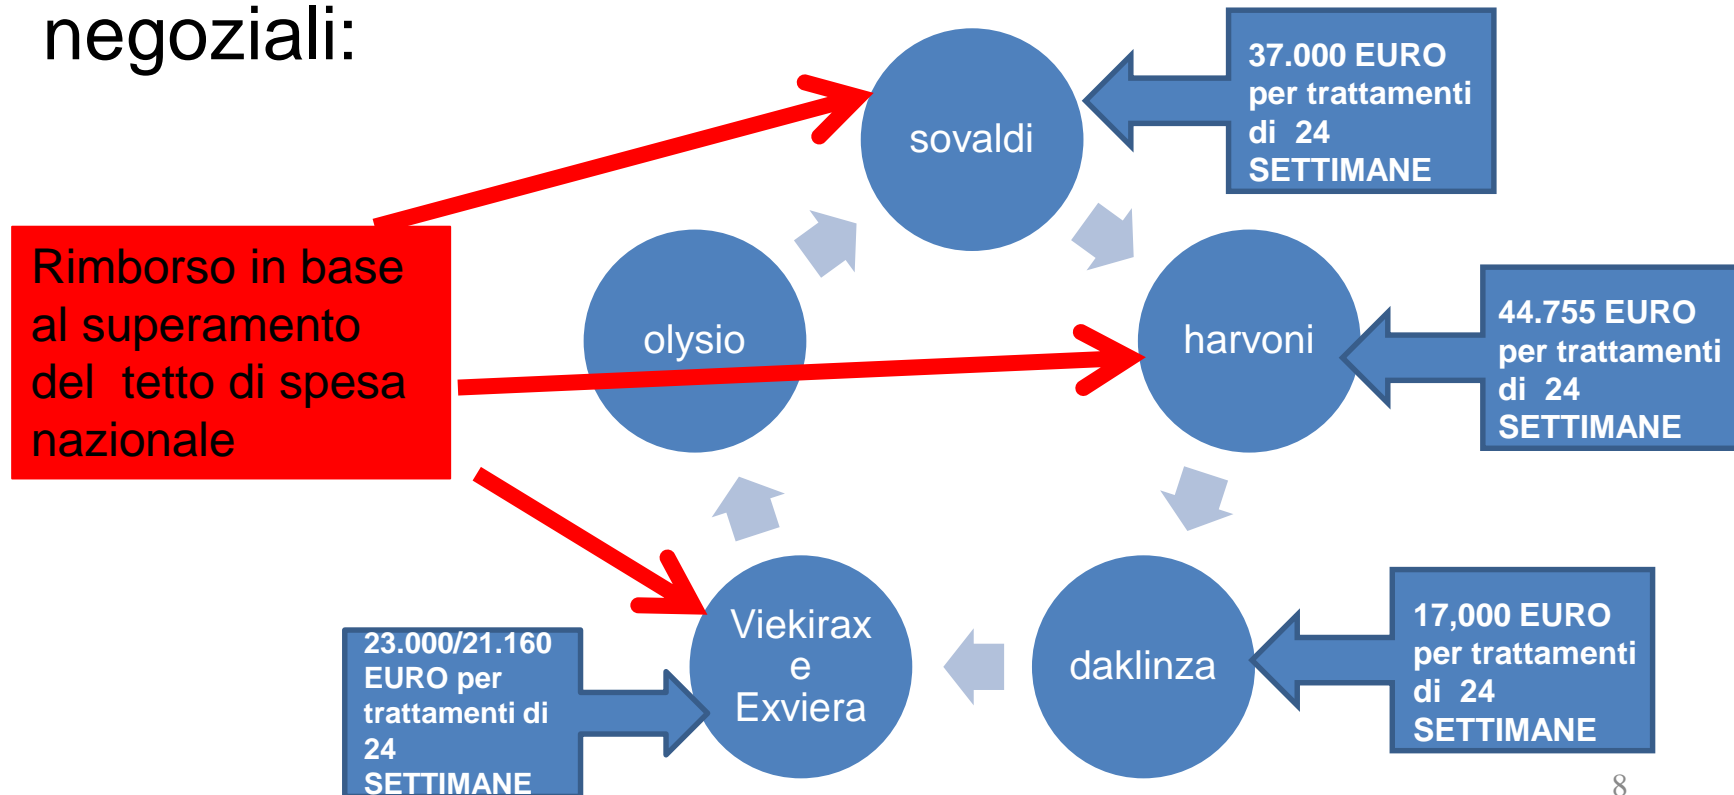 negoziali:
37.000 EURO
per trattamenti
di 24
SETTIMANE
sovaldi
Rimborso in base
al superamento
del tetto di spesa
nazionale
olysio
harvoni
44.755 EURO
per trattamenti
di 24
SETTIMANE
Viekirax
e
Exviera
daklinza
17,000 EURO
per trattamenti
di 24
SETTIMANE
23.000/21.160
EURO per
trattamenti di
24
SETTIMANE
8